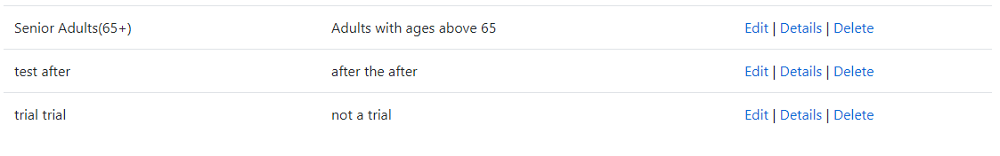 Senior Adults(65+) Adults with ages above 65 Edit | Details | Delete
test after after the after Edit | Details | Delete
trial trial not a trial Edit | Details | Delete